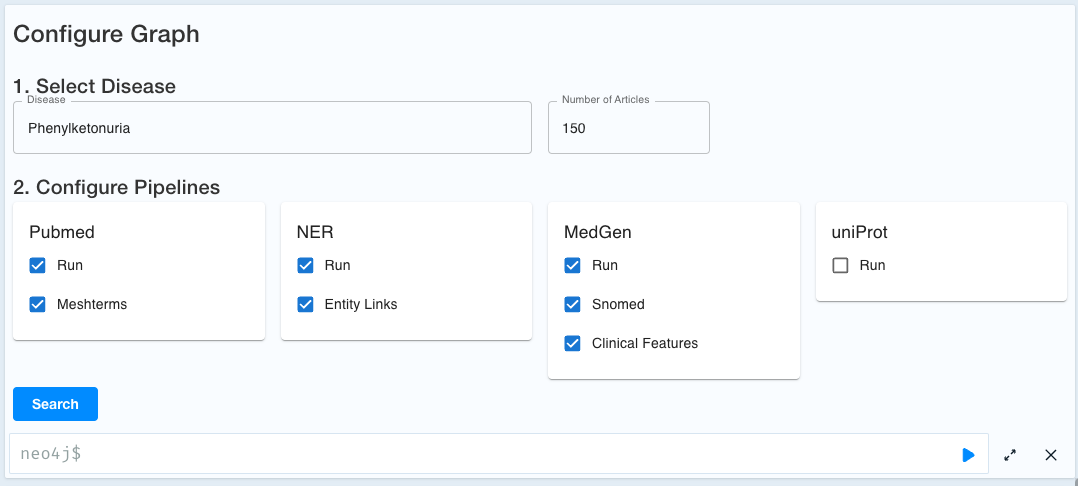 Configure Graph
1. Select Disease
Disease
Phenylketonuria
Number of Articles
150
2. Configure Pipelines
Pubmed
Run
Meshterms
NER
Run
Entity Links
MedGen
Run
Snomed
Clinical Features
uniProt
Run
Search
neo4j$